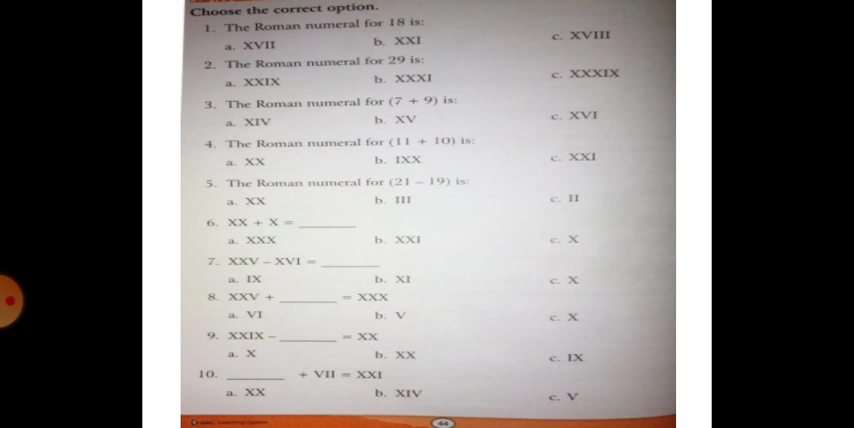 Choose the correct option.
1. The Roman numeral for 18 is:
a. XVII b. XXI c. XVIII
2. The Roman numeral for 29 is:
a. XXIX b. XXXI c. XXXIX
3. The Roman numeral for (7 + 9) is:
a. XIV b. XV c. XVI
4. The Roman numeral for (11 + 10) is:
a. XX b. IXX c. XXI
5. The Roman numeral for (21 – 19) is:
a. XX b. III c. II
6. XX + X = ______
a. XXX b. XXI c. X
7. XXV – XVI = ______
a. IX b. XI c. X
8. XXV + ______ = XXX
a. VI b. V c. X
9. XXIX – ______ = XX
a. X b. XX c. IX
10. ______ + VII = XXI
a. XX b. XIV c. V
44